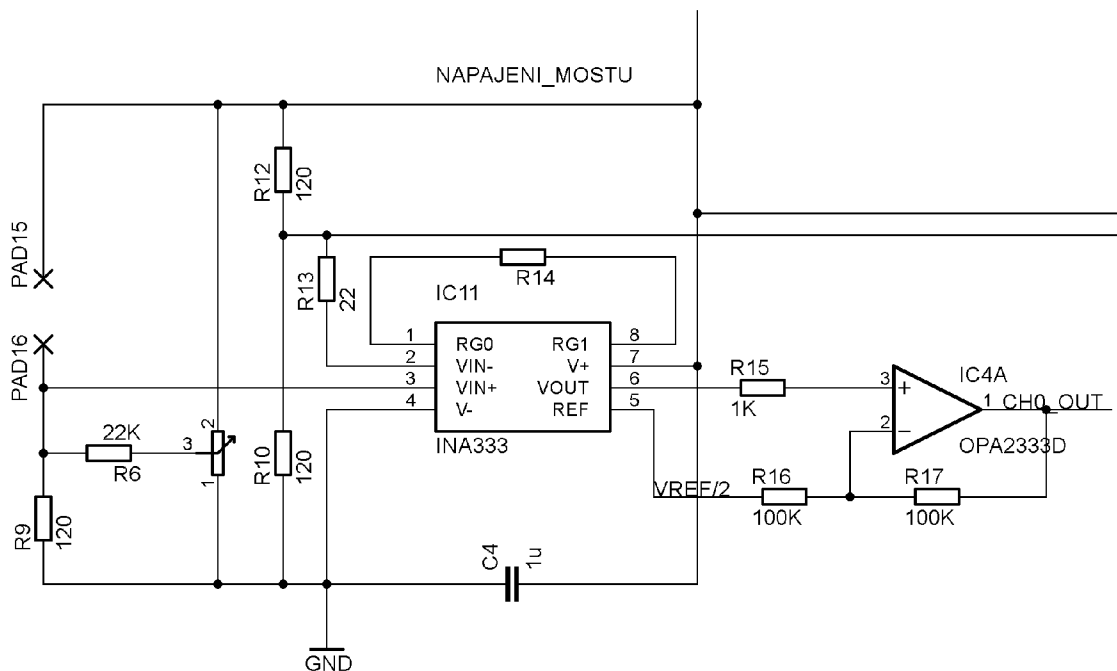 NAPAJENI_MOSTU
R12
120
PAD15
R13
22
R14
IC11
PAD16
1
RG0
RG1
8
2
VIN-
V+
7
3
VIN+
VOUT
6
4
V-
REF
5
INA333
R15
1K
3
+
IC4A
1
CH0_OUT
2
−
OPA2333D
22K
R6
3
2
1
R10
120
VREF/2
R16
100K
R17
100K
R9
120
C4
1u
GND